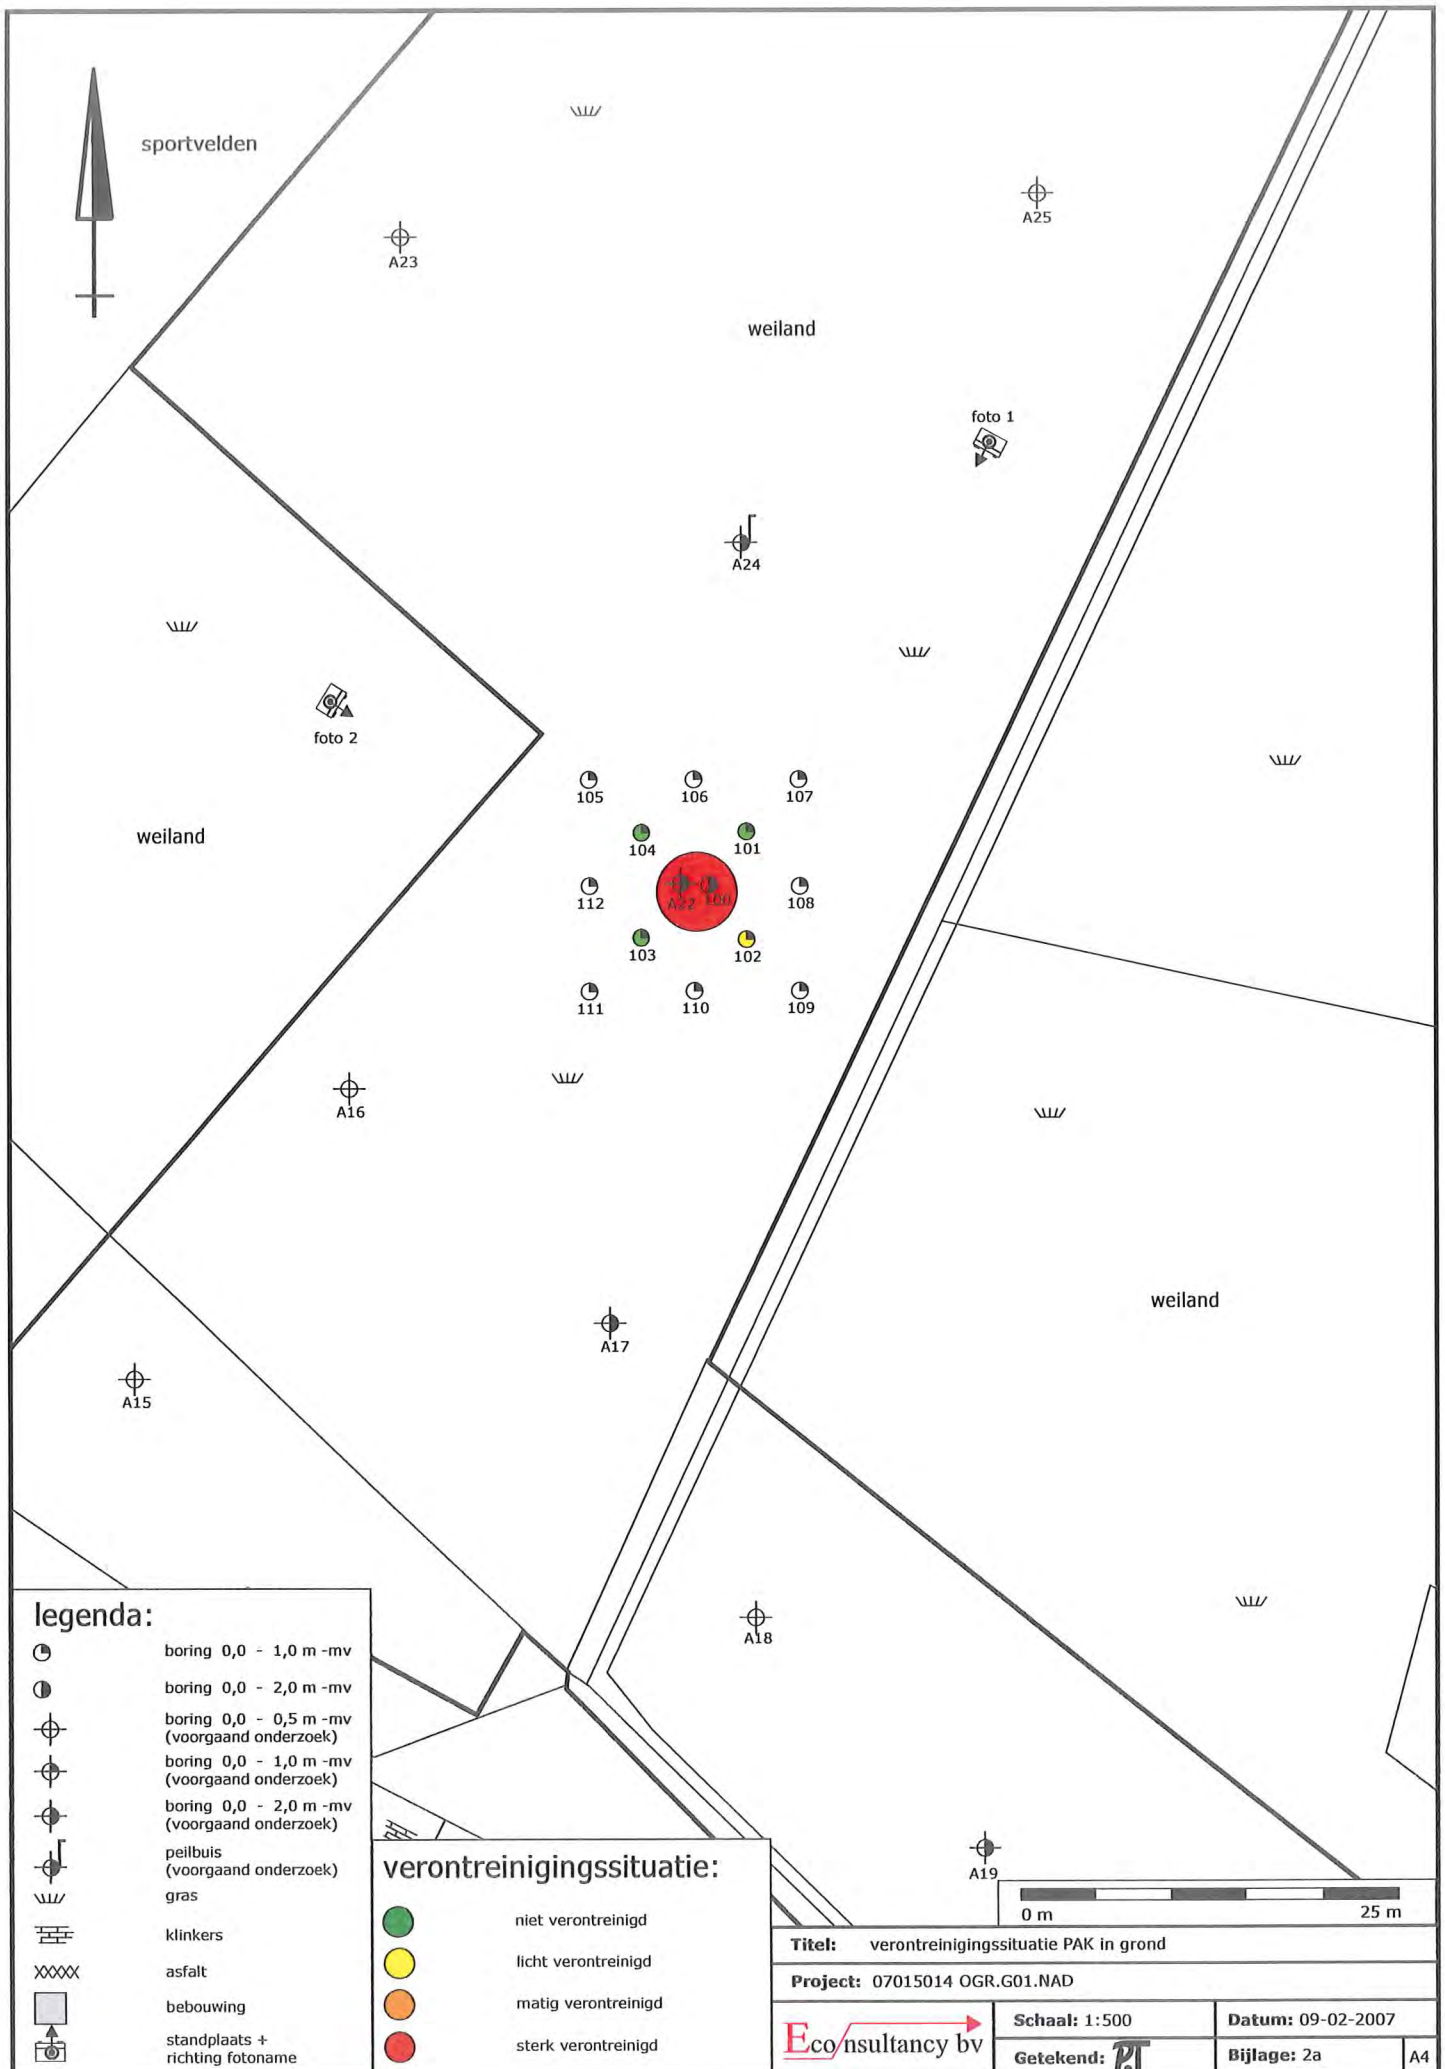 sportvelden
A23
A25
weiland
foto 1
A24
foto 2
weiland
105
106
107
104
101
112
A22 100
108
103
102
111
110
109
A16
A17
A15
weiland
A18
A19
legenda:
boring 0,0 - 1,0 m -mv
boring 0,0 - 2,0 m -mv
boring 0,0 - 0,5 m -mv
(voorgaand onderzoek)
boring 0,0 - 1,0 m -mv
(voorgaand onderzoek)
boring 0,0 - 2,0 m -mv
(voorgaand onderzoek)
peilbuis
(voorgaand onderzoek)
gras
klinkers
asfalt
bebouwing
standplaats +
richting fotoname
verontreinigingssituatie:
niet verontreinigd
licht verontreinigd
matig verontreinigd
sterk verontreinigd
0 m 25 m
Titel: verontreinigingssituatie PAK in grond
Project: 07015014 OGR.G01.NAD
Econsultancy bv
Schaal: 1:500
Datum: 09-02-2007
Getekend:
Bijlage: 2a
A4